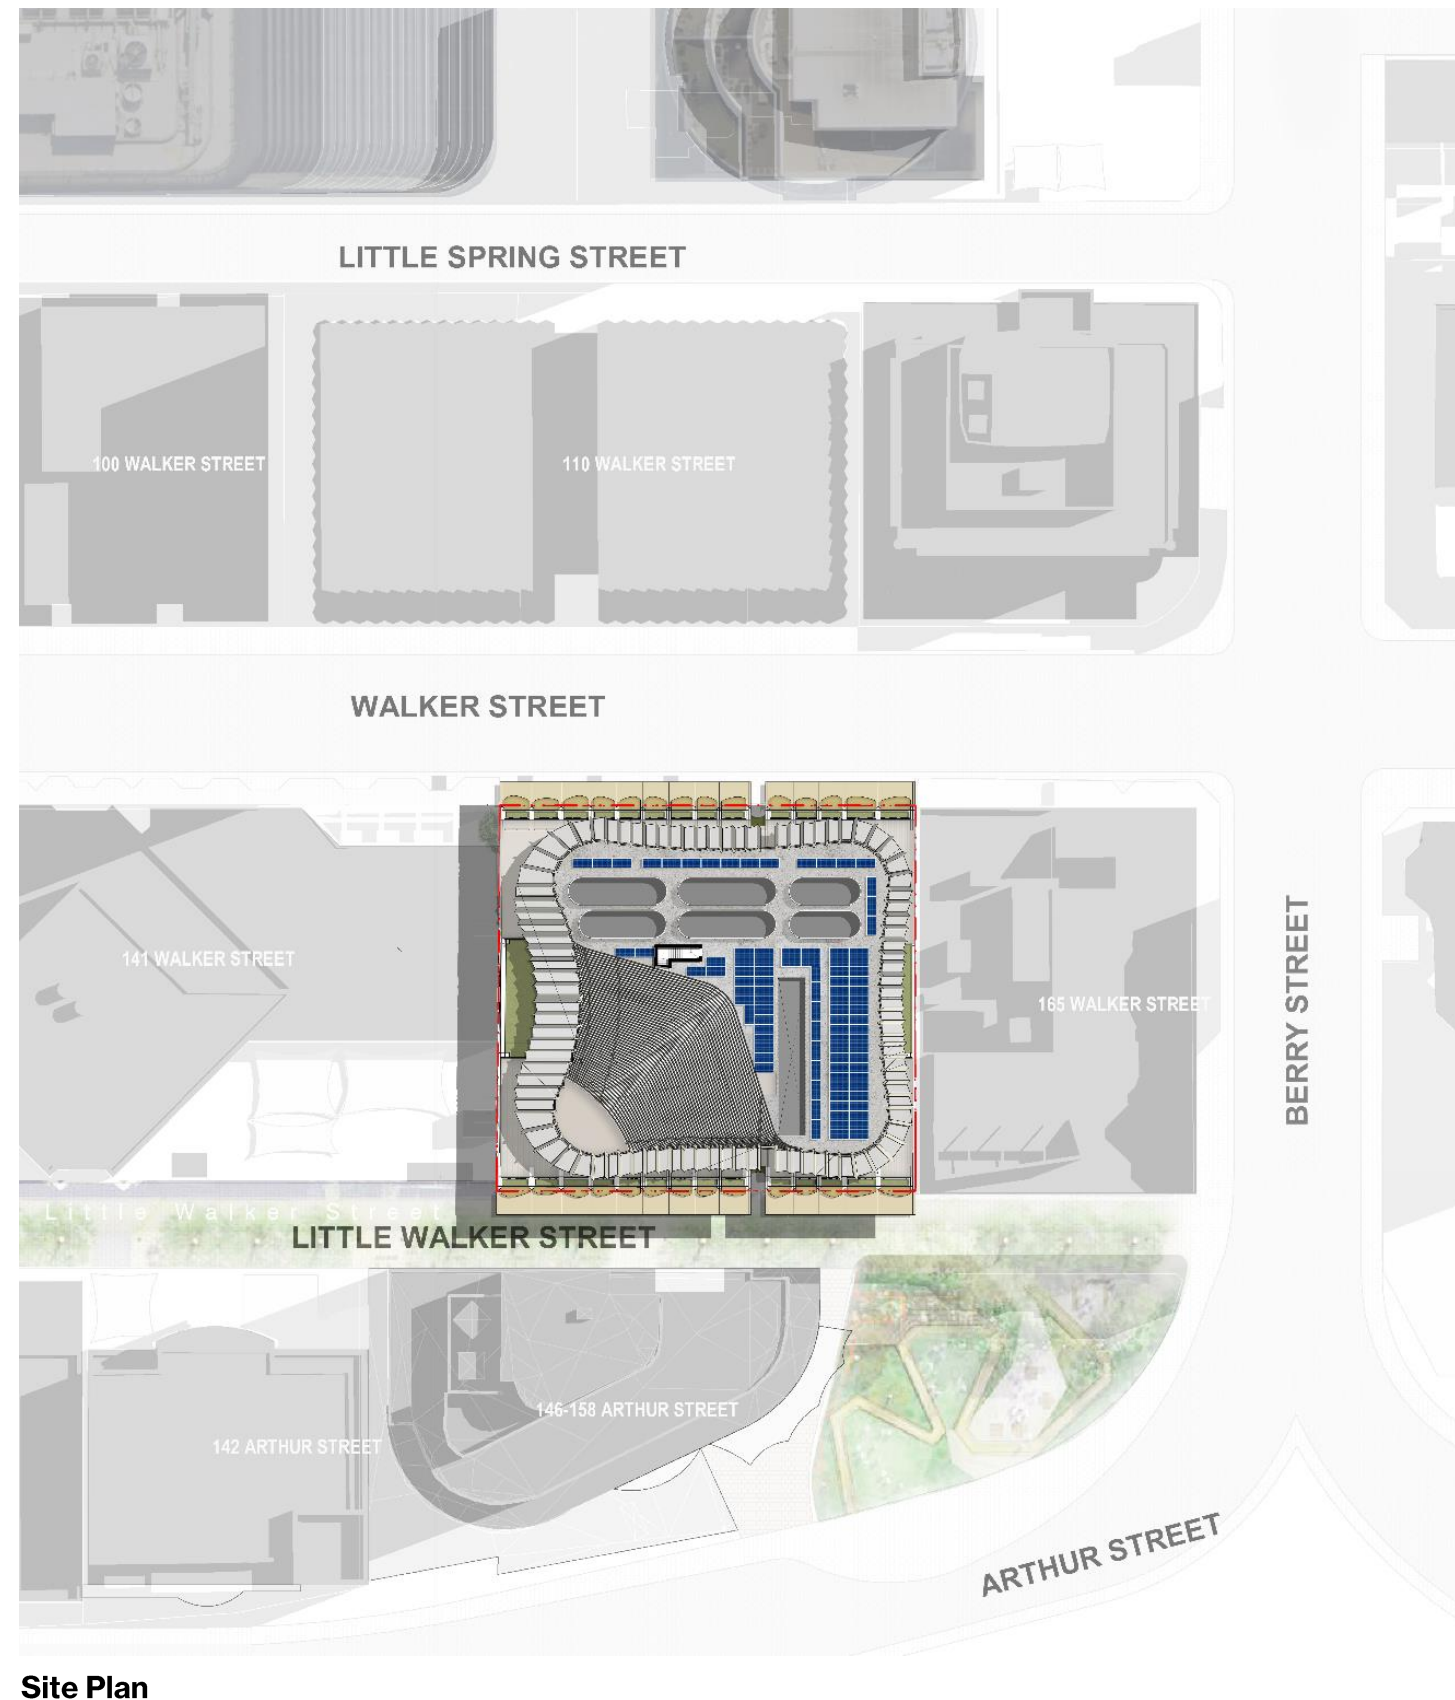 LITTLE SPRING STREET
100 WALKER STREET
110 WALKER STREET
WALKER STREET
141 WALKER STREET
165 WALKER STREET
BERRY STREET
Little Walker Street
LITTLE WALKER STREET
146-158 ARTHUR STREET
142 ARTHUR STREET
ARTHUR STREET
Site Plan